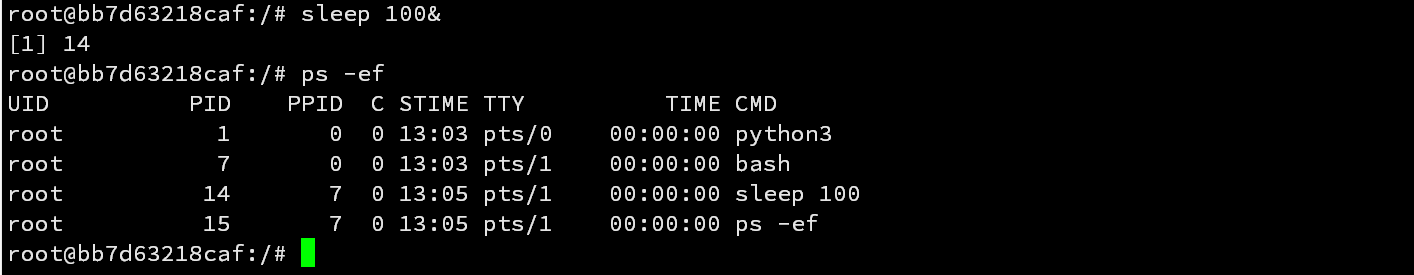 root@bb7d63218caf:/# sleep 100&
[1] 14
root@bb7d63218caf:/# ps -ef
UID          PID    PPID  C STIME TTY          TIME CMD
root           1       0  0 13:03 pts/0    00:00:00 python3
root           7       0  0 13:03 pts/1    00:00:00 bash
root          14       7  0 13:05 pts/1    00:00:00 sleep 100
root          15       7  0 13:05 pts/1    00:00:00 ps -ef
root@bb7d63218caf:/#